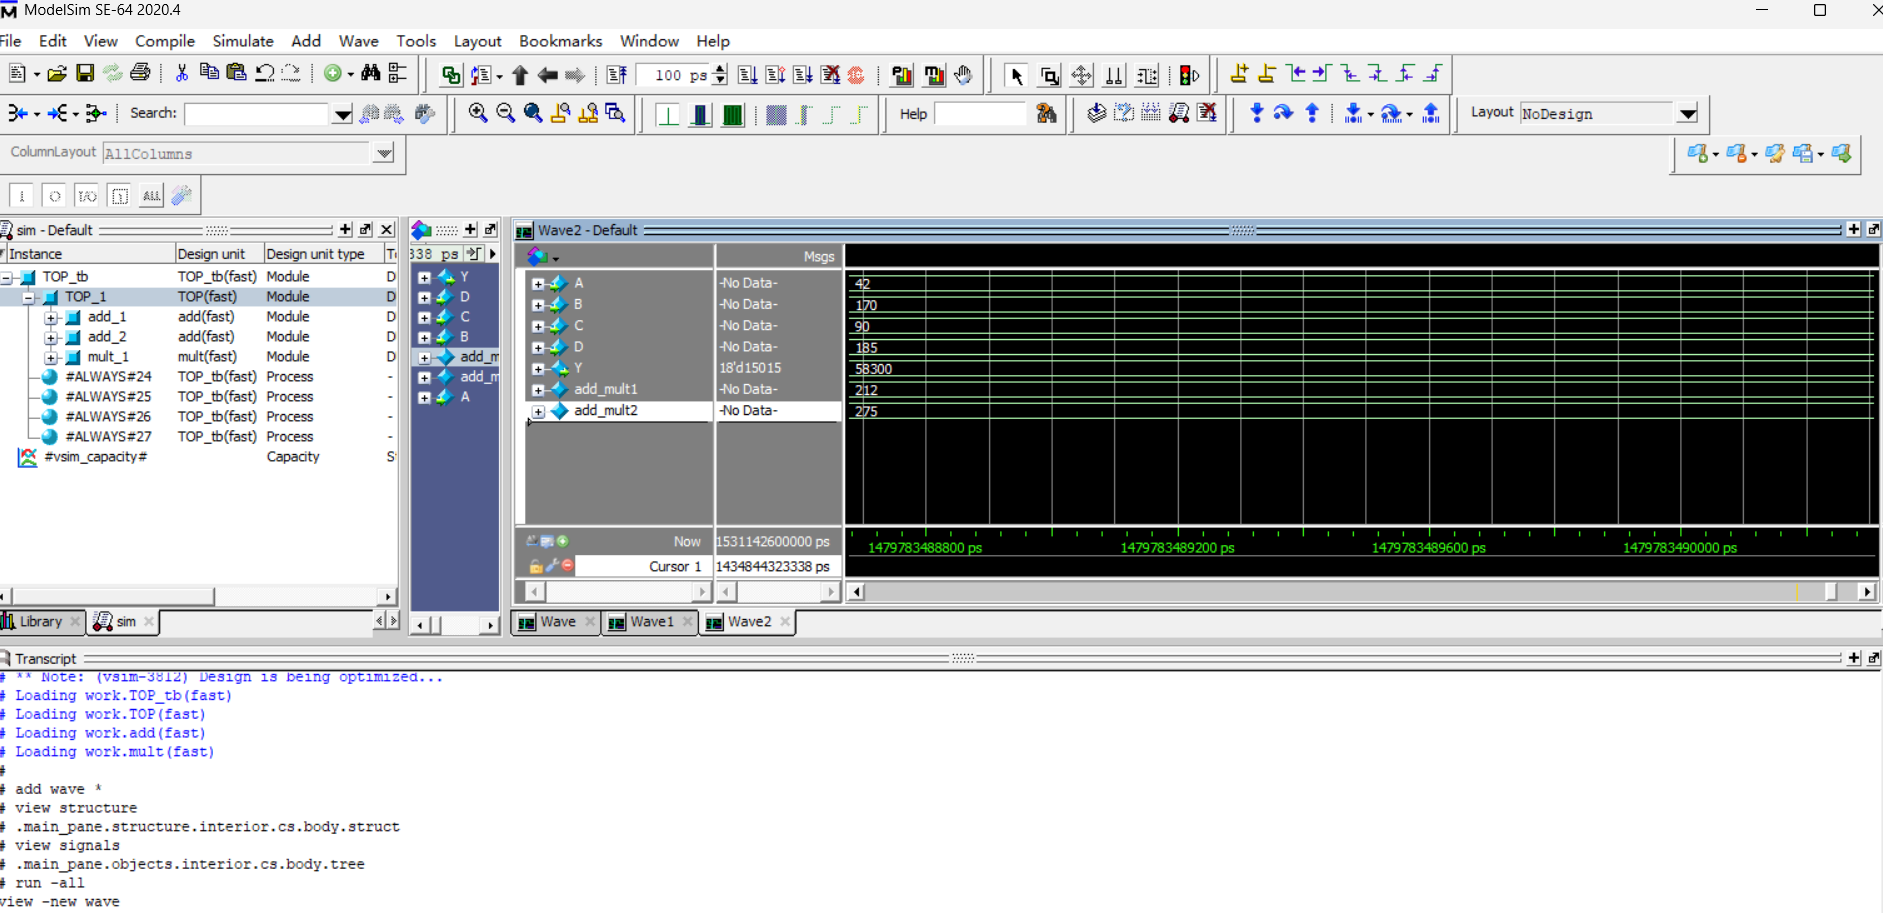 ModelSim SE-64 2020.4
File Edit View Compile Simulate Add Wave Tools Layout Bookmarks Window Help
100 ps
Search: Help Layout NoDesign
ColumnLayout AllColumns
I O I/O ALL
sim - Default
Instance Design unit Design unit type
TOP_tb TOP_tb(fast) Module D
TOP_1 TOP(fast) Module D
add_1 add(fast) Module D
add_2 add(fast) Module D
mult_1 mult(fast) Module D
#ALWAYS#24 TOP_tb(fast) Process -
#ALWAYS#25 TOP_tb(fast) Process -
#ALWAYS#26 TOP_tb(fast) Process -
#ALWAYS#27 TOP_tb(fast) Process -
#vsim_capacity# Capacity S
Library sim
338 ps
Y
D
C
B
add_m
add_m
A
Wave2 - Default
Msgs
A -No Data- 42
B -No Data- 170
C -No Data- 90
D -No Data- 185
Y 18'd15015 58300
add_mult1 -No Data- 212
add_mult2 -No Data- 275
Now 1531142600000 ps 1479783488800 ps 1479783489200 ps 1479783489600 ps 1479783490000 ps
Cursor 1 1434844323338 ps
Wave Wave1 Wave2
Transcript
# ** Note: (vsim-3812) Design is being optimized...
# Loading work.TOP_tb(fast)
# Loading work.TOP(fast)
# Loading work.add(fast)
# Loading work.mult(fast)
#
# add wave *
# view structure
# .main_pane.structure.interior.cs.body.struct
# view signals
# .main_pane.objects.interior.cs.body.tree
# run -all
view -new wave